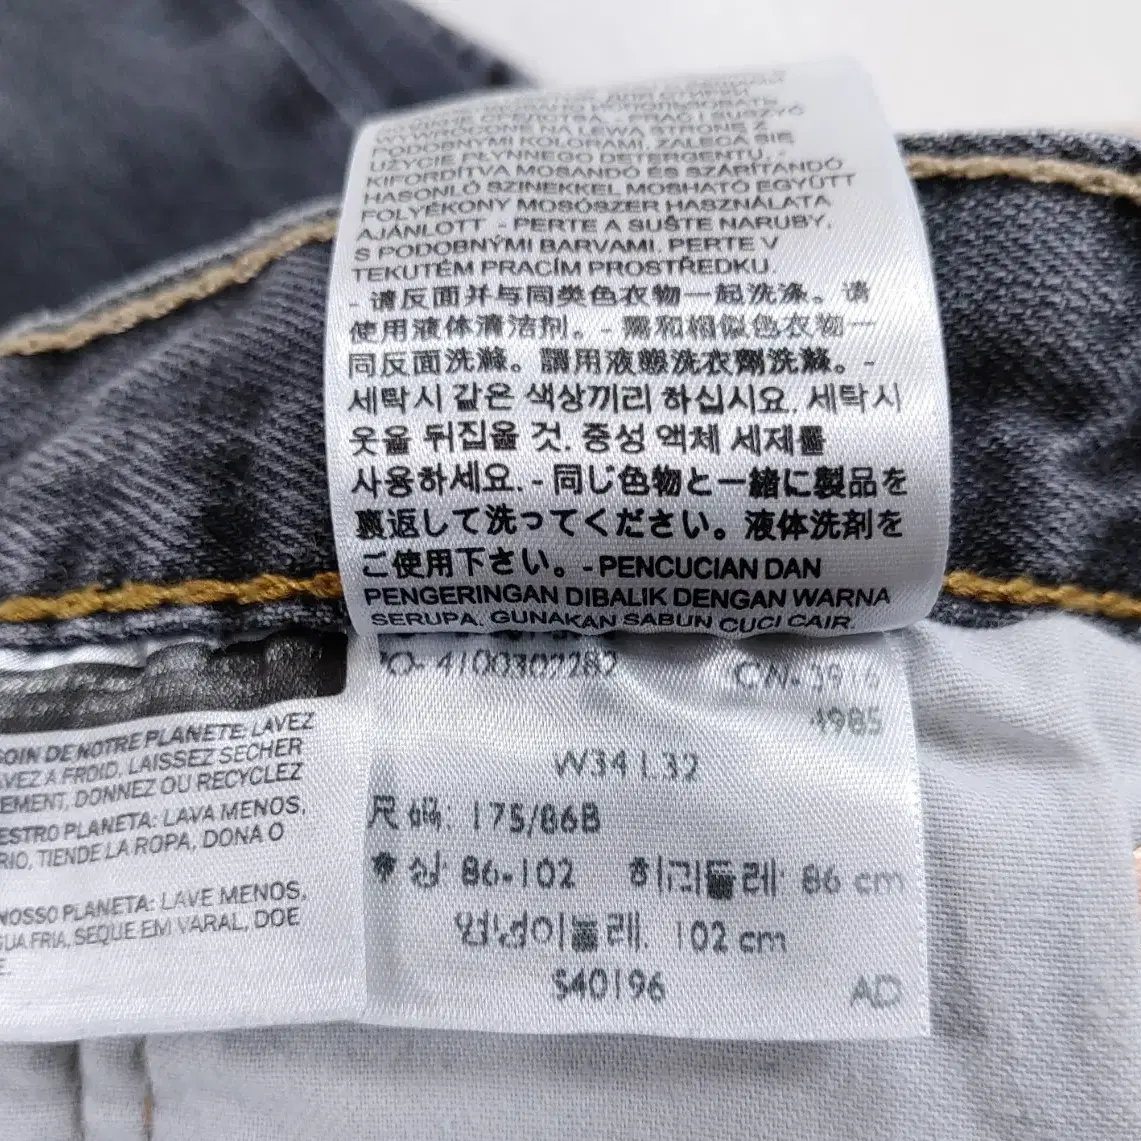 PODOBNYMI KOLORAMI, ZALECA SIĘ
UŻYCIE PŁYNNEGO DETERGENTU. -
KIFORDÍTVA MOSANDÓ ÉS SZÁRÍTANDÓ
HASONLÓ SZINEKKEL MOSHATÓ EGYÜTT
FOLYÉKONY MOSÓSZER HASZNÁLATA
AJÁNLOTT - PERTE A SUŠTE NARUBY,
S PODOBNÝMI BARVAMI. PERTE V
TEKUTÉM PRACÍM PROSTŘEDKU.
- 请反面并与同类色衣物一起洗涤。请
使用液体清洁剂。- 和相似色衣物一
同反面洗滌。請用液態洗衣劑洗滌。-
세탁시 같은 색상끼리 하십시요. 세탁시
옷을 뒤집을 것. 중성 액체 세제를
사용하세요. - 同じ色物と一緒に製品を
裏返して洗ってください。液体洗剤を
ご使用下さい。- PENCUCIAN DAN
PENGERINGAN DIBALIK DENGAN WARNA
SERUPA. GUNAKAN SABUN CUCI CAIR.
4100302282 3976
4985
W34 L32
尺码: 175/86B
상 86-102 허리둘레 86 cm
엉덩이둘레 102 cm
S40196 AD
SOIN DE NOTRE PLANETE: LAVEZ
AVEZ A FROID, LAISSEZ SECHER
EMENT, DONNEZ OU RECYCLEZ
ESTRO PLANETA: LAVA MENOS,
RIO, TIENDE LA ROPA, DONA O
NOSSO PLANETA: LAVE MENOS,
GUA FRIA, SEQUE EM VARAL, DOE